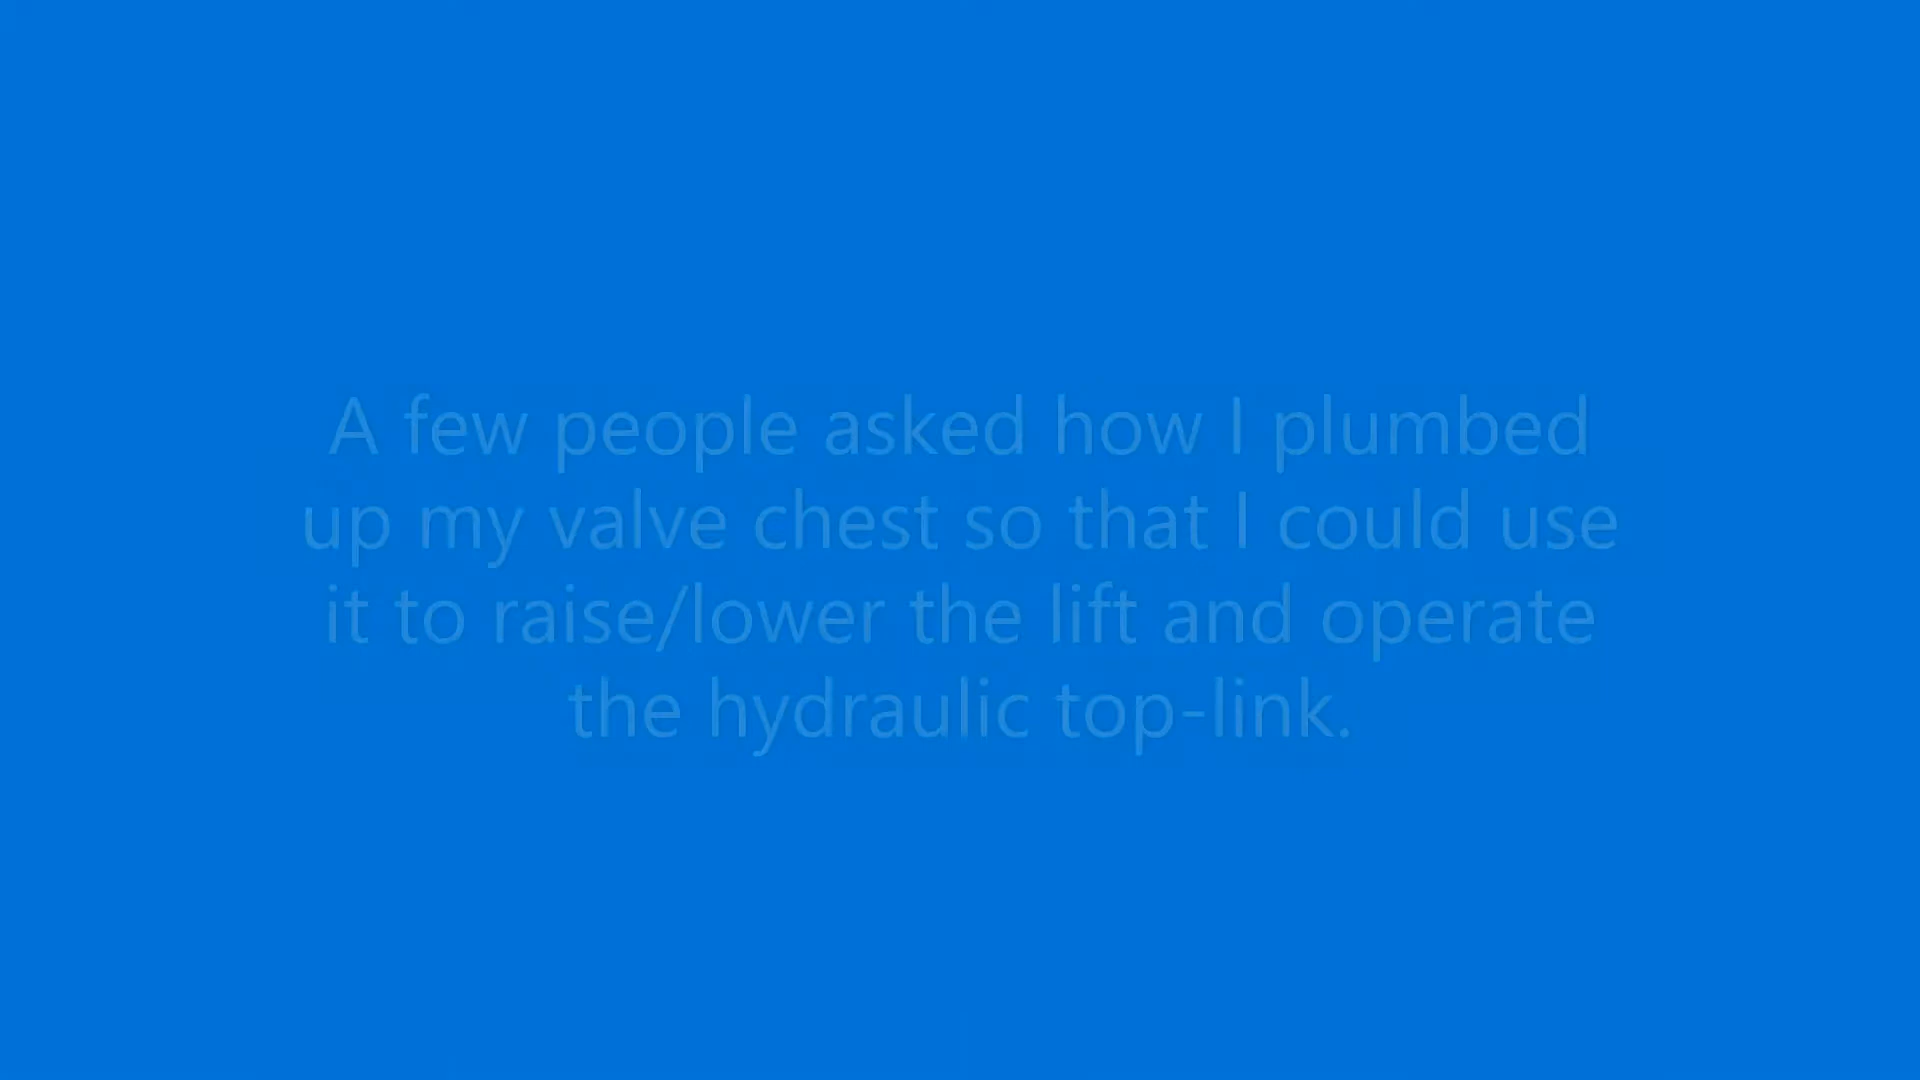 A few people asked how I plumbed
up my valve chest so that I could use
it to raise/lower the lift and operate
the hydraulic top-link.